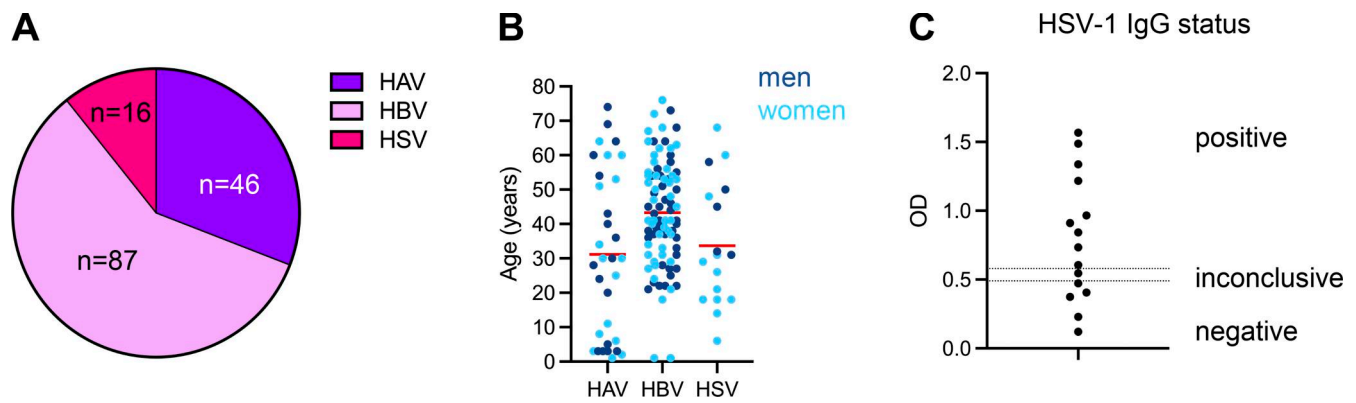 A
n=16
n=46
n=87
HAV
HBV
HSV
B
men
women
Age (years)
80
70
60
50
40
30
20
10
0
HAV HBV HSV
C
HSV-1 IgG status
OD
2.0
1.5
1.0
0.5
0.0
positive
inconclusive
negative